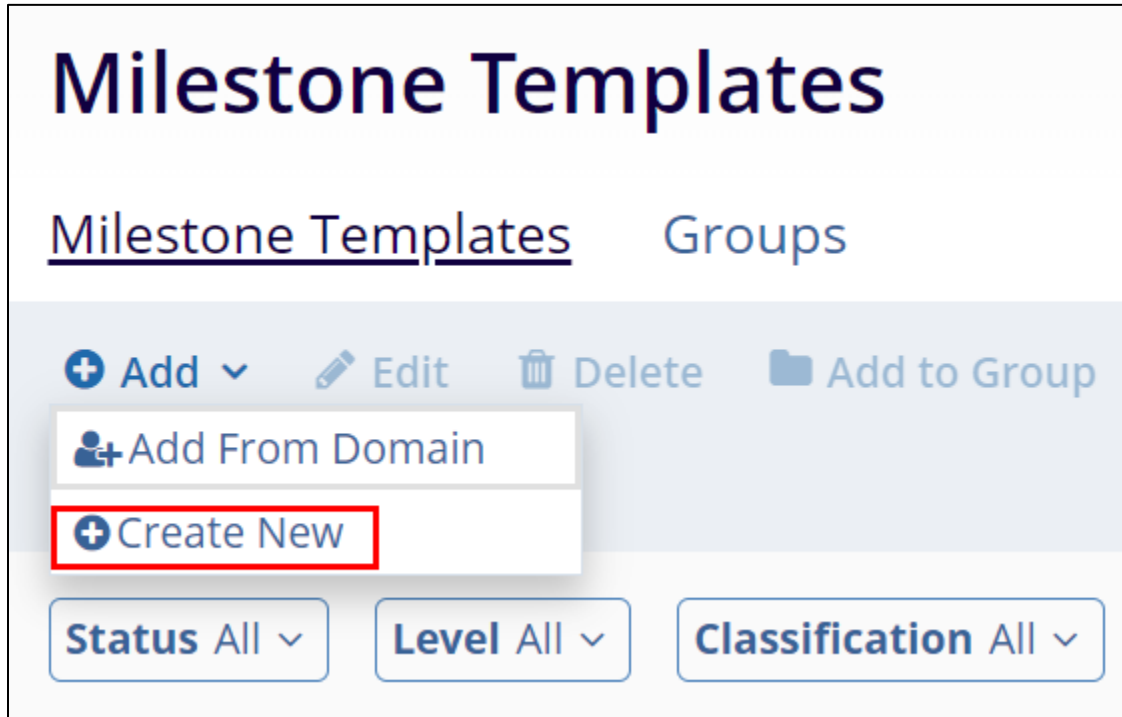 Milestone Templates
Milestone Templates Groups
Add Edit Delete Add to Group
Add From Domain
Create New
Status All Level All Classification All